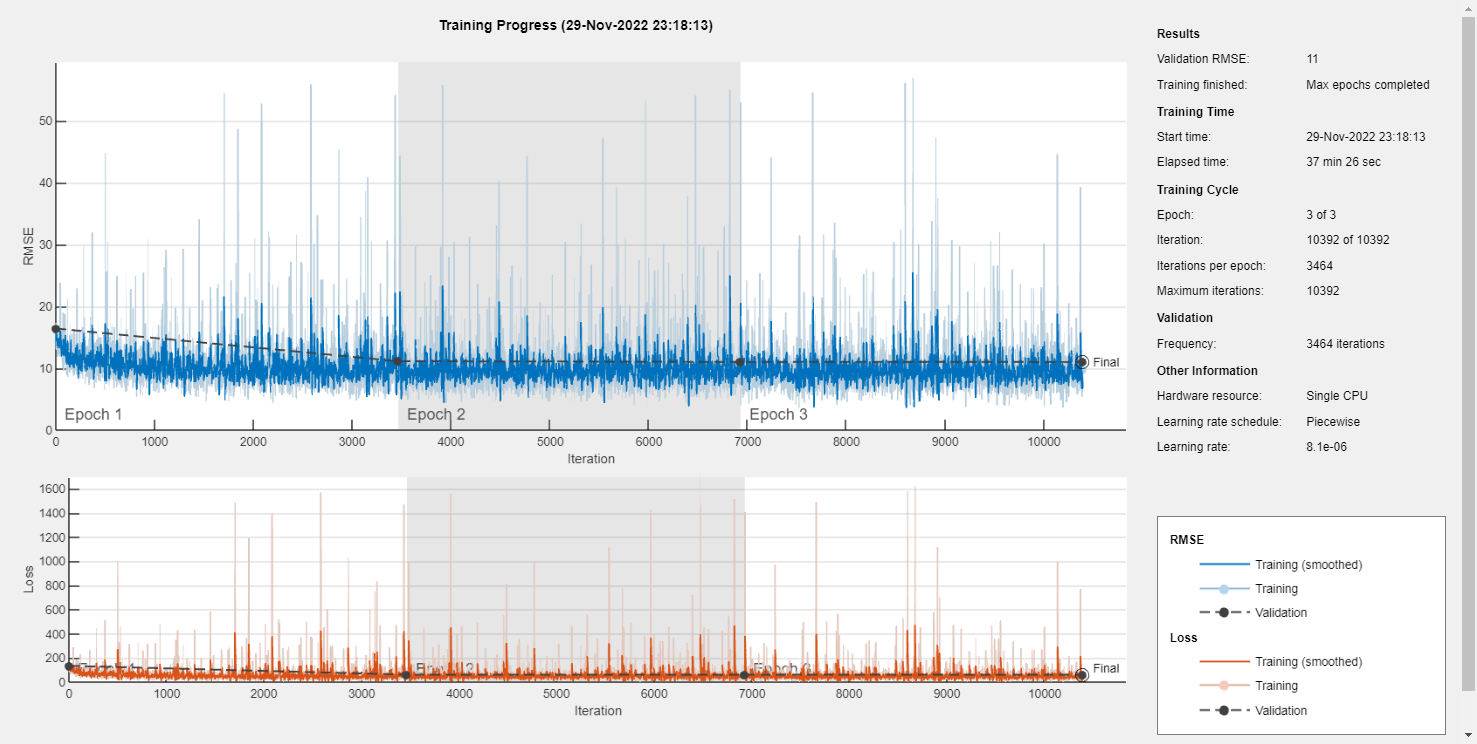 Training Progress (29-Nov-2022 23:18:13)
RMSE
50
40
30
20
10
0
Epoch 1
Epoch 2
Epoch 3
Final
0 1000 2000 3000 4000 5000 6000 7000 8000 9000 10000
Iteration
Loss
1600
1400
1200
1000
800
600
400
200
0
Epoch 2
Final
0 1000 2000 3000 4000 5000 6000 7000 8000 9000 10000
Iteration
Results
Validation RMSE: 11
Training finished: Max epochs completed
Training Time
Start time: 29-Nov-2022 23:18:13
Elapsed time: 37 min 26 sec
Training Cycle
Epoch: 3 of 3
Iteration: 10392 of 10392
Iterations per epoch: 3464
Maximum iterations: 10392
Validation
Frequency: 3464 iterations
Other Information
Hardware resource: Single CPU
Learning rate schedule: Piecewise
Learning rate: 8.1e-06
RMSE
Training (smoothed)
Training
Validation
Loss
Training (smoothed)
Training
Validation